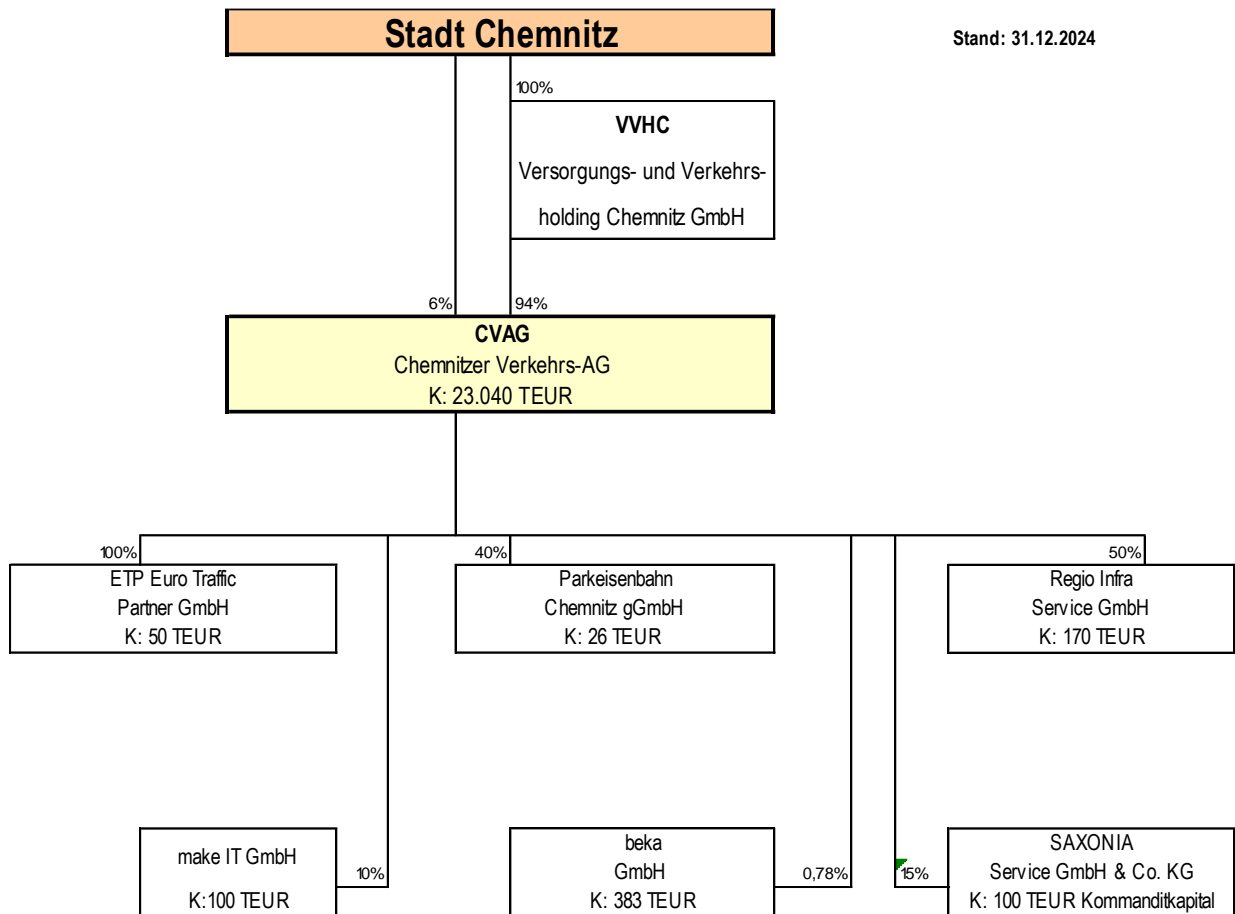 Stadt Chemnitz
Stand: 31.12.2024
100%
VVHC
Versorgungs- und Verkehrs-
holding Chemnitz GmbH
6%
94%
CVAG
Chemnitzer Verkehrs-AG
K: 23.040 TEUR
100%
ETP Euro Traffic
Partner GmbH
K: 50 TEUR
40%
Parkeisenbahn
Chemnitz gGmbH
K: 26 TEUR
50%
Regio Infra
Service GmbH
K: 170 TEUR
make IT GmbH
K:100 TEUR
10%
beka
GmbH
K: 383 TEUR
0,78%
15%
SAXONIA
Service GmbH & Co. KG
K: 100 TEUR Kommanditkapital